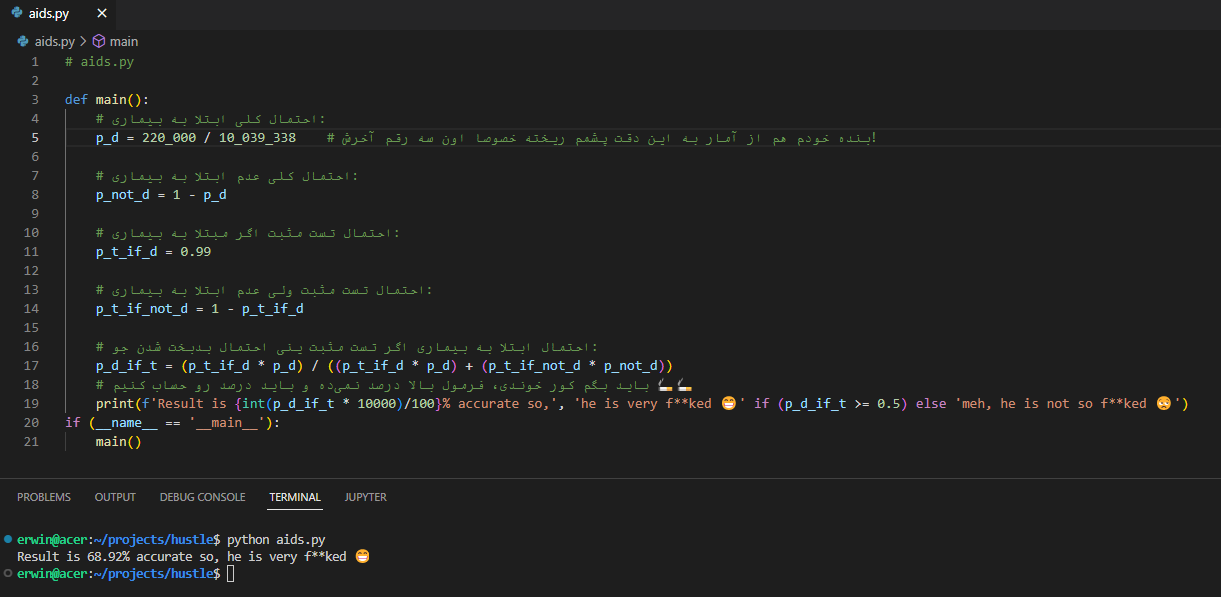 aids.py
aids.py > main
1 # aids.py
2
3 def main():
4 # احتمال کلی ابتلا به بیماری:
5 p_d = 220_000 / 10_039_338 # بنده خودم هم از آمار به این دقت پشمم ریخته خصوصا اون سه رقم آخرش!
6
7 # احتمال کلی عدم ابتلا به بیماری:
8 p_not_d = 1 - p_d
9
10 # احتمال تست مثبت اگر مبتلا به بیماری:
11 p_t_if_d = 0.99
12
13 # احتمال تست مثبت ولی عدم ابتلا به بیماری:
14 p_t_if_not_d = 1 - p_t_if_d
15
16 # احتمال ابتلا به بیماری اگر تست مثبت ینی احتمال بدبخت شدن جو:
17 p_d_if_t = (p_t_if_d * p_d) / ((p_t_if_d * p_d) + (p_t_if_not_d * p_not_d))
18 # باید بگم کور خوندی، فرمول بالا درصد نمی‌ده و باید درصد رو حساب کنیم 🚬🚬
19 print(f'Result is {int(p_d_if_t * 10000)/100}% accurate so,', 'he is very f**ked 😁' if (p_d_if_t >= 0.5) else 'meh, he is not so f**ked 😢')
20 if (__name__ == '__main__'):
21 main()
PROBLEMS OUTPUT DEBUG CONSOLE TERMINAL JUPYTER
erwin@acer:~/projects/hustle$ python aids.py
Result is 68.92% accurate so, he is very f**ked 😁
erwin@acer:~/projects/hustle$